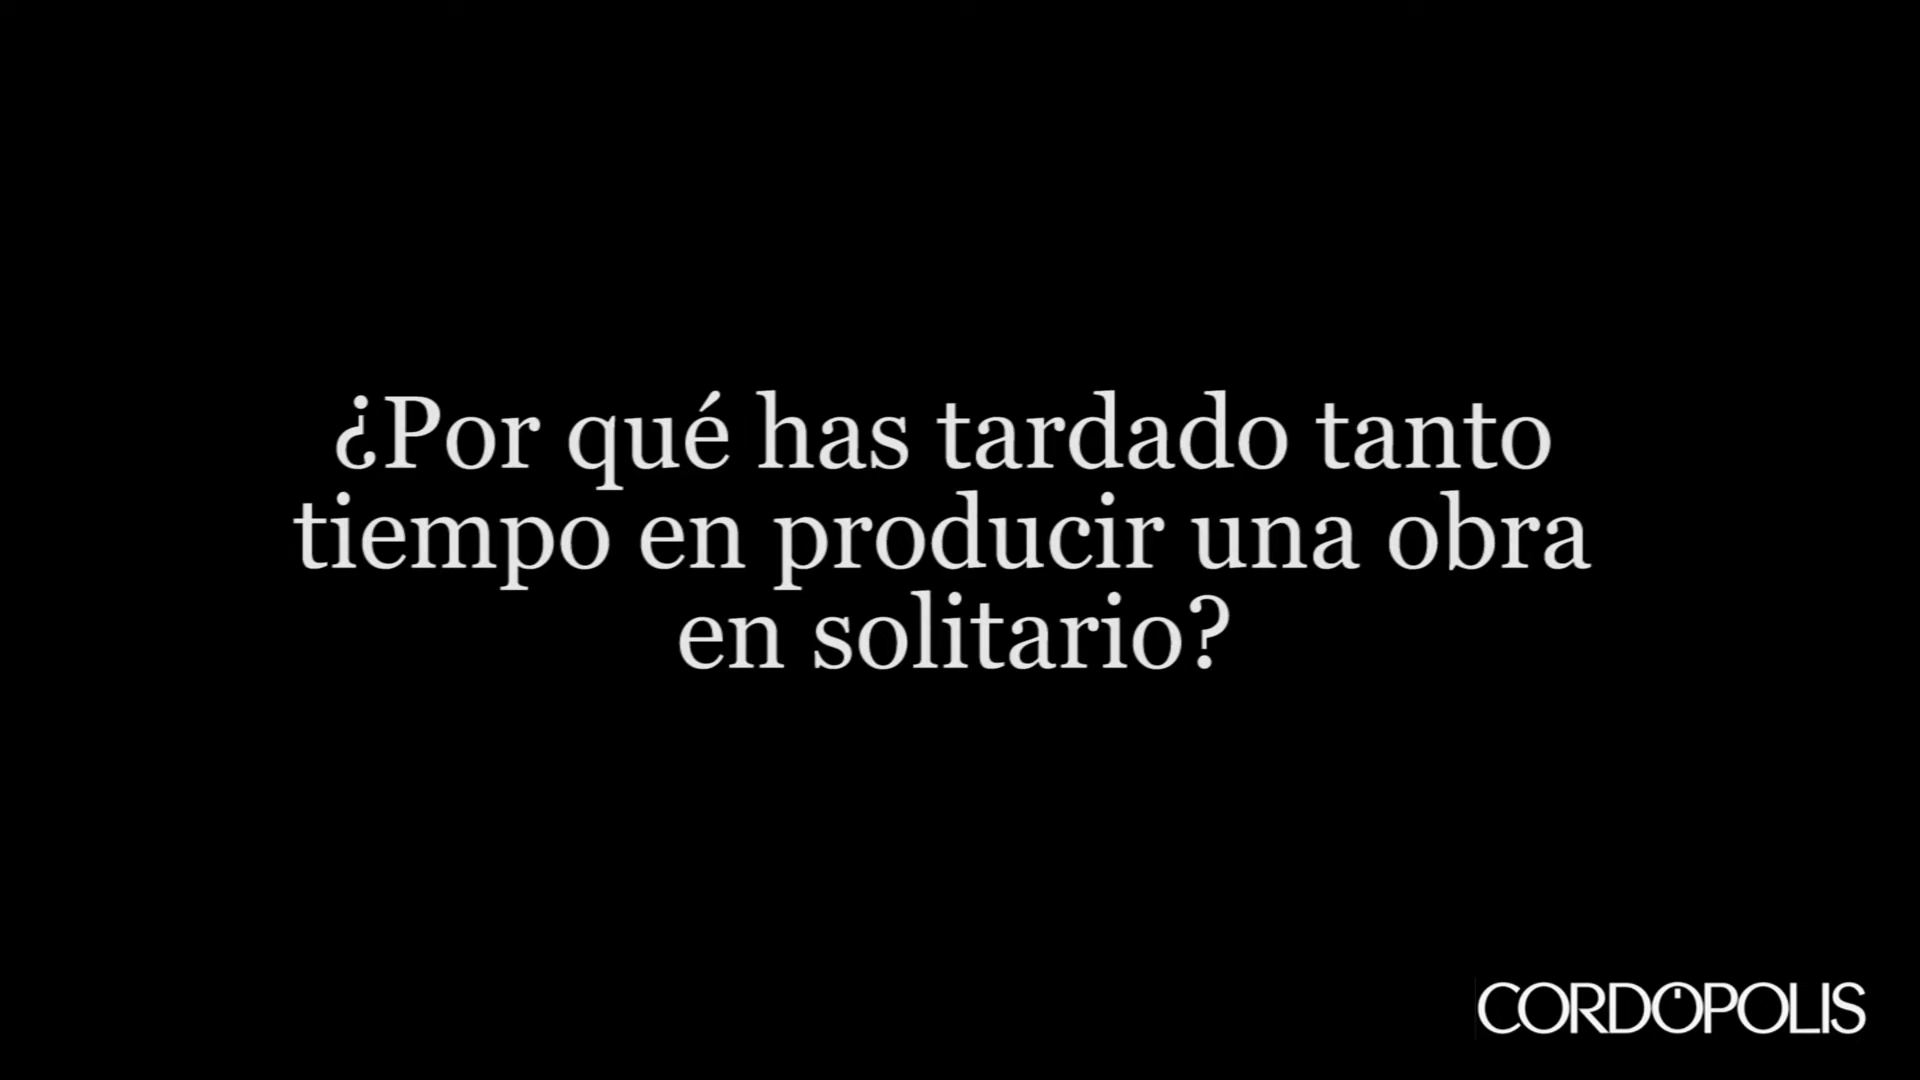 ¿Por qué has tardado tanto
tiempo en producir una obra
en solitario?
CORDÓPOLIS